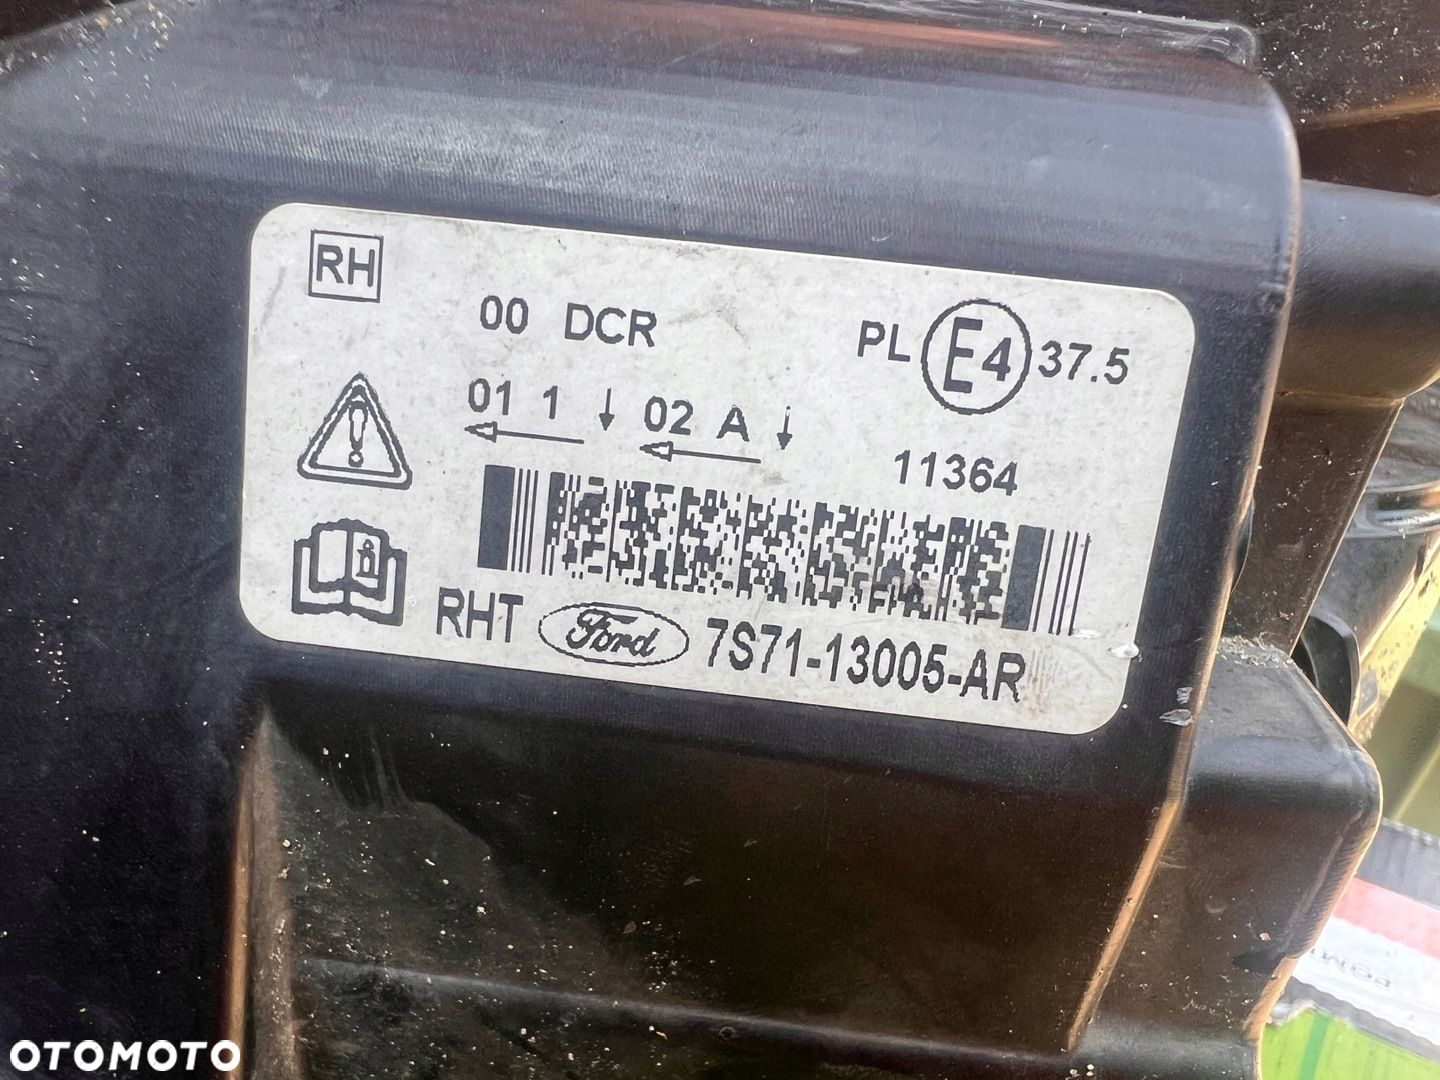 RH
00 DCR
PL E4 37.5
01 1 ↓ 02 A ↓
← ←
11364
RHT Ford 7S71-13005-AR
OTOMOTO